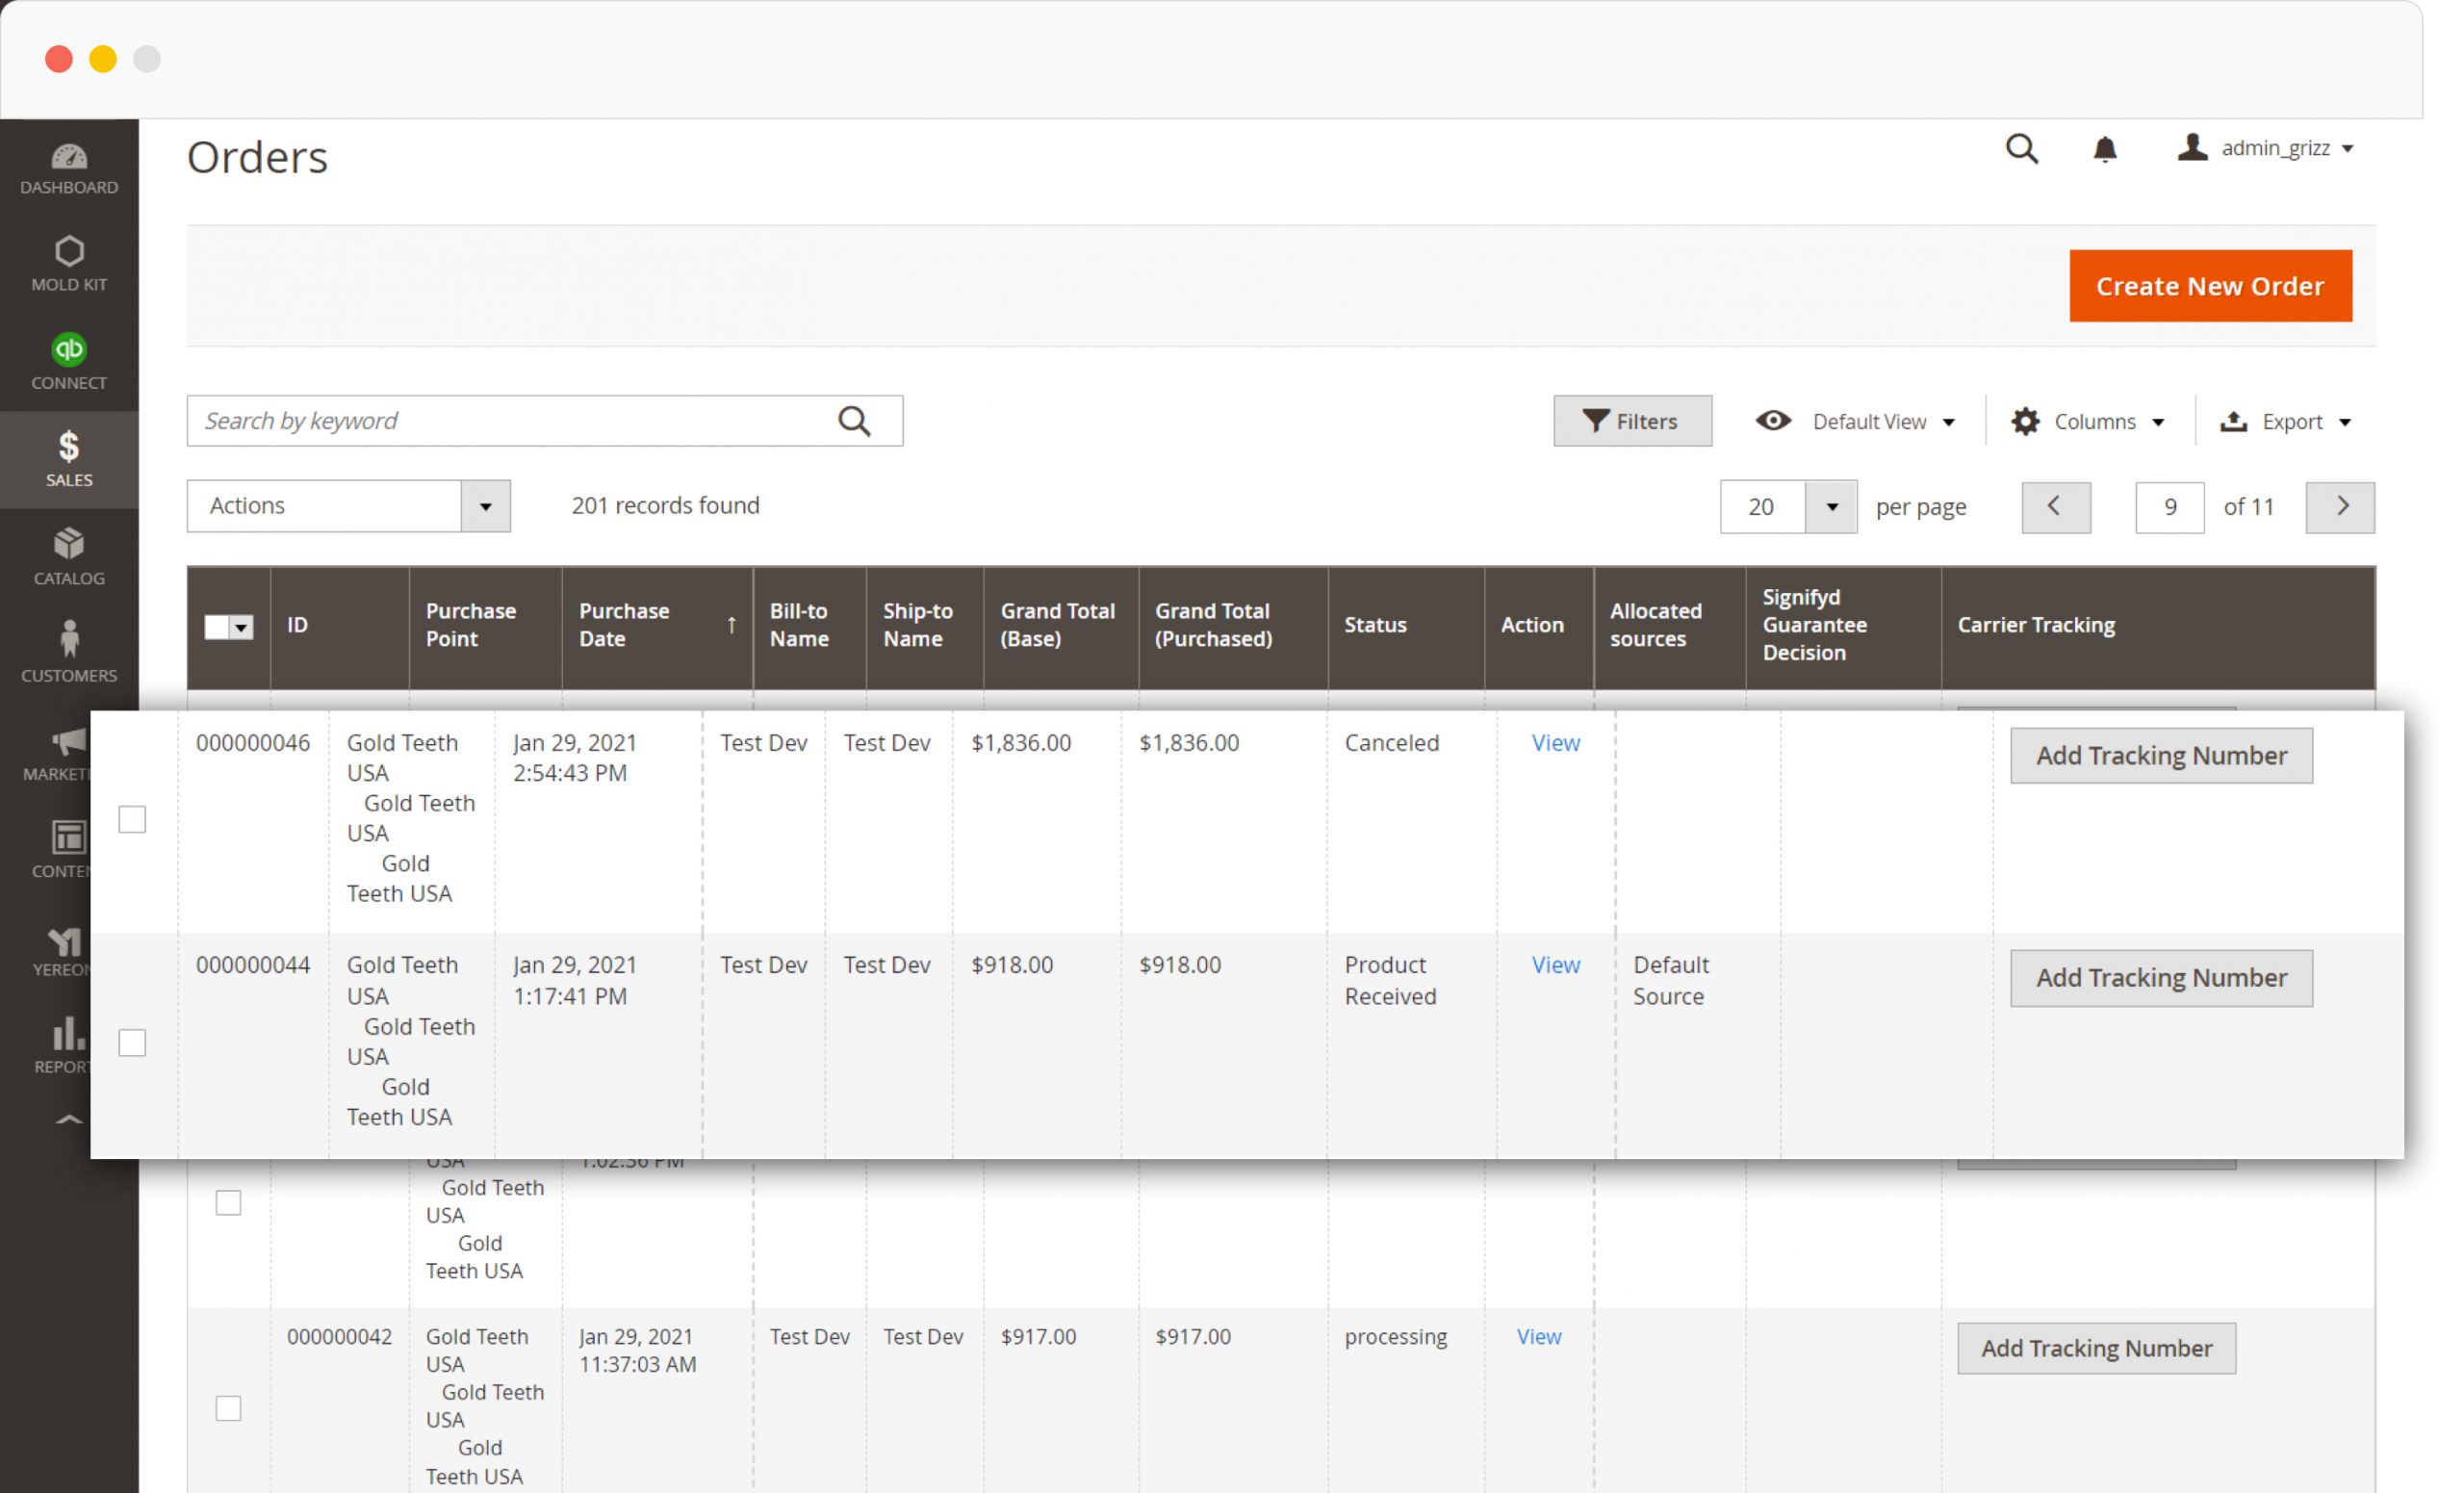 Orders
admin_grizz
DASHBOARD
MOLD KIT
Create New Order
qb
CONNECT
Search by keyword
Filters
Default View
Columns
Export
$
SALES
Actions
201 records found
20
per page
9
of 11
CATALOG
ID
Purchase
Point
Purchase
Date ↑
Bill-to
Name
Ship-to
Name
Grand Total
(Base)
Grand Total
(Purchased)
Status
Action
Allocated
sources
Signifyd
Guarantee
Decision
Carrier Tracking
CUSTOMERS
000000046
Gold Teeth
USA
Gold Teeth
USA
Gold
Teeth USA
Jan 29, 2021
2:54:43 PM
Test Dev
Test Dev
$1,836.00
$1,836.00
Canceled
View
Add Tracking Number
MARKET
CONTE
000000044
Gold Teeth
USA
Gold Teeth
USA
Gold
Teeth USA
Jan 29, 2021
1:17:41 PM
Test Dev
Test Dev
$918.00
$918.00
Product
Received
View
Default
Source
Add Tracking Number
YEREON
REPOR
USA
1:02:36 PM
Gold Teeth
USA
Gold
Teeth USA
000000042
Gold Teeth
USA
Gold Teeth
USA
Gold
Teeth USA
Jan 29, 2021
11:37:03 AM
Test Dev
Test Dev
$917.00
$917.00
processing
View
Add Tracking Number